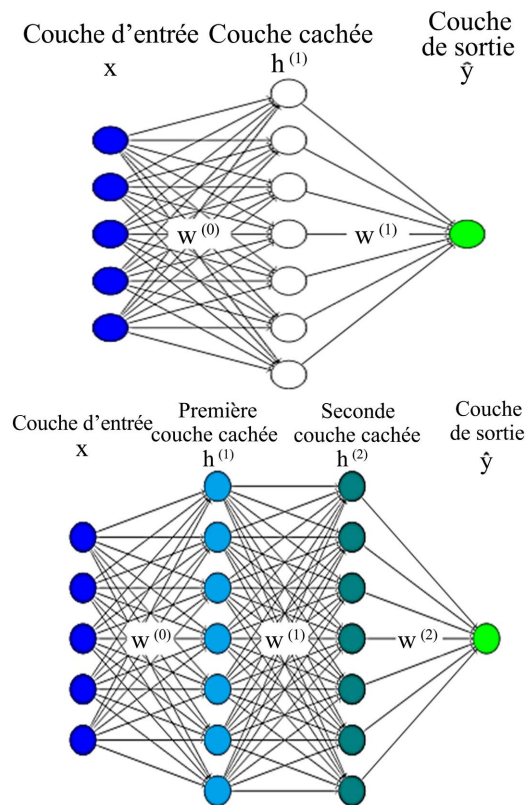 Couche d'entrée
x
Couche cachée
h(1)
Couche
de sortie
ŷ
w(0)
w(1)
Couche d'entrée
x
Première
couche cachée
h(1)
Seconde
couche cachée
h(2)
Couche
de sortie
ŷ
w(0)
w(1)
w(2)